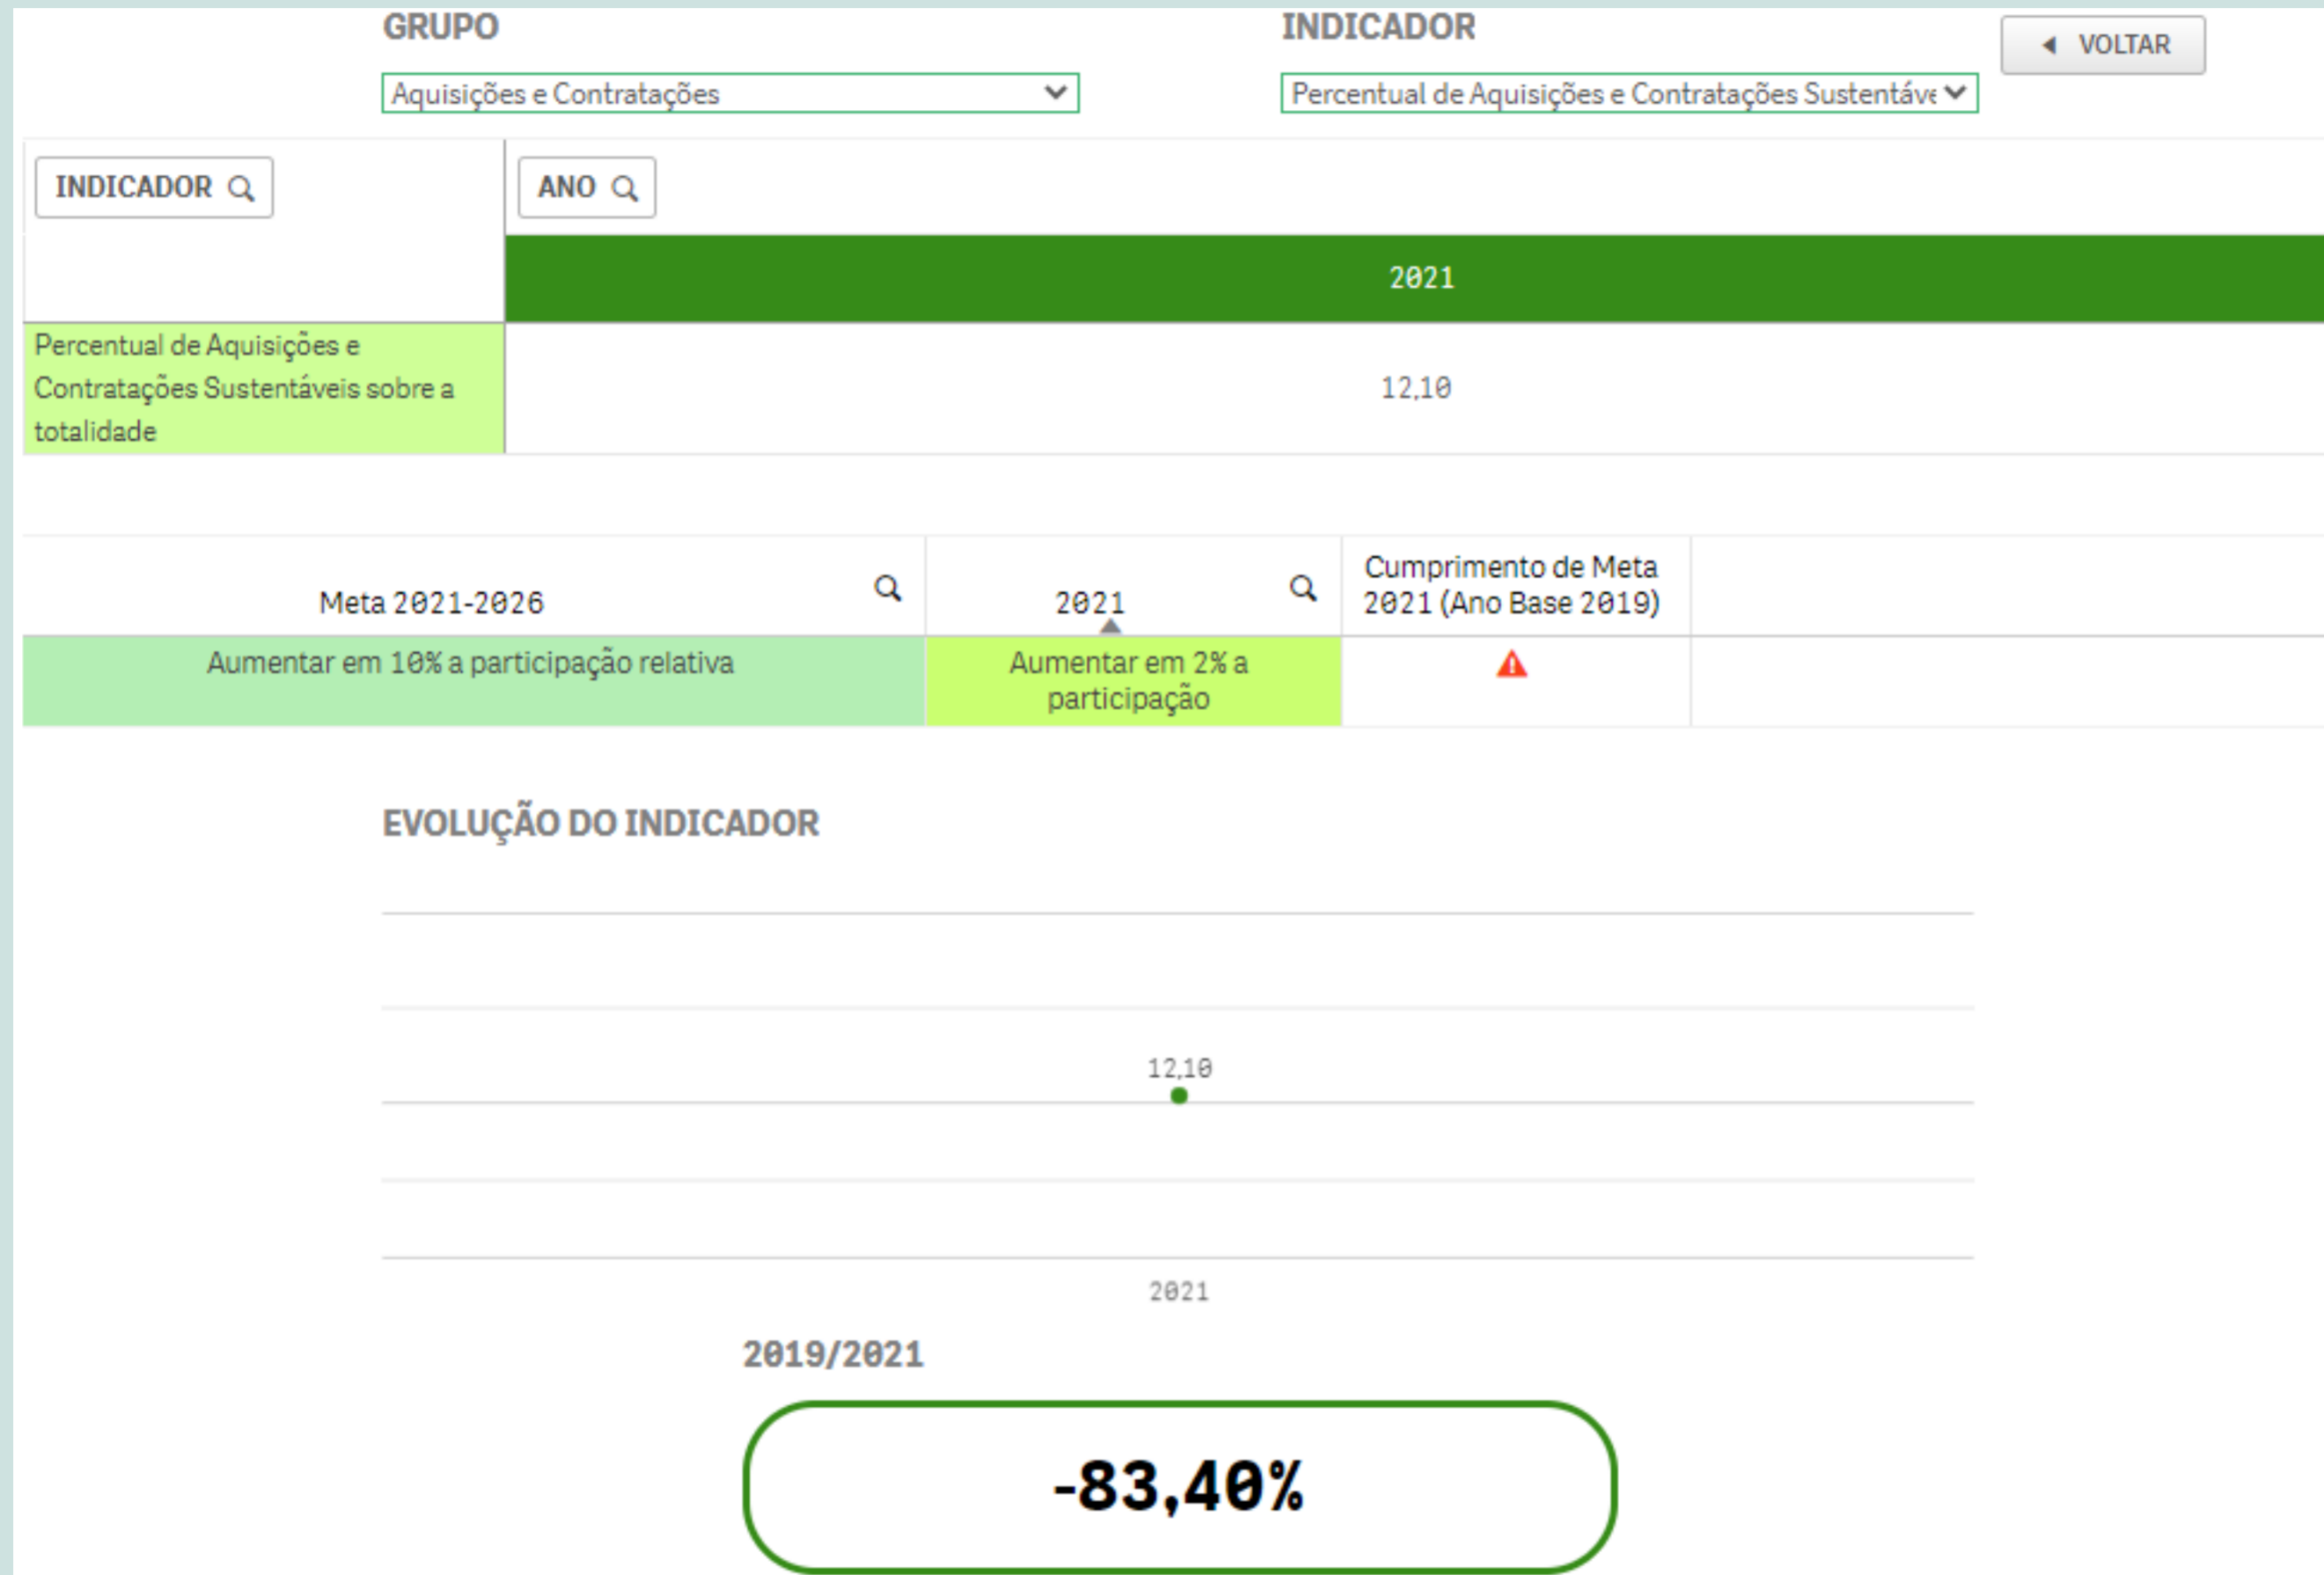 GRUPO
INDICADOR
VOLTAR
Aquisições e Contratações
Percentual de Aquisições e Contratações Sustentáve
INDICADOR
ANO
2021
Percentual de Aquisições e
Contratações Sustentáveis sobre a
totalidade
12,10
Meta 2021-2026
2021
Cumprimento de Meta
2021 (Ano Base 2019)
Aumentar em 10% a participação relativa
Aumentar em 2% a
participação
EVOLUÇÃO DO INDICADOR
12,10
2021
2019/2021
-83,40%